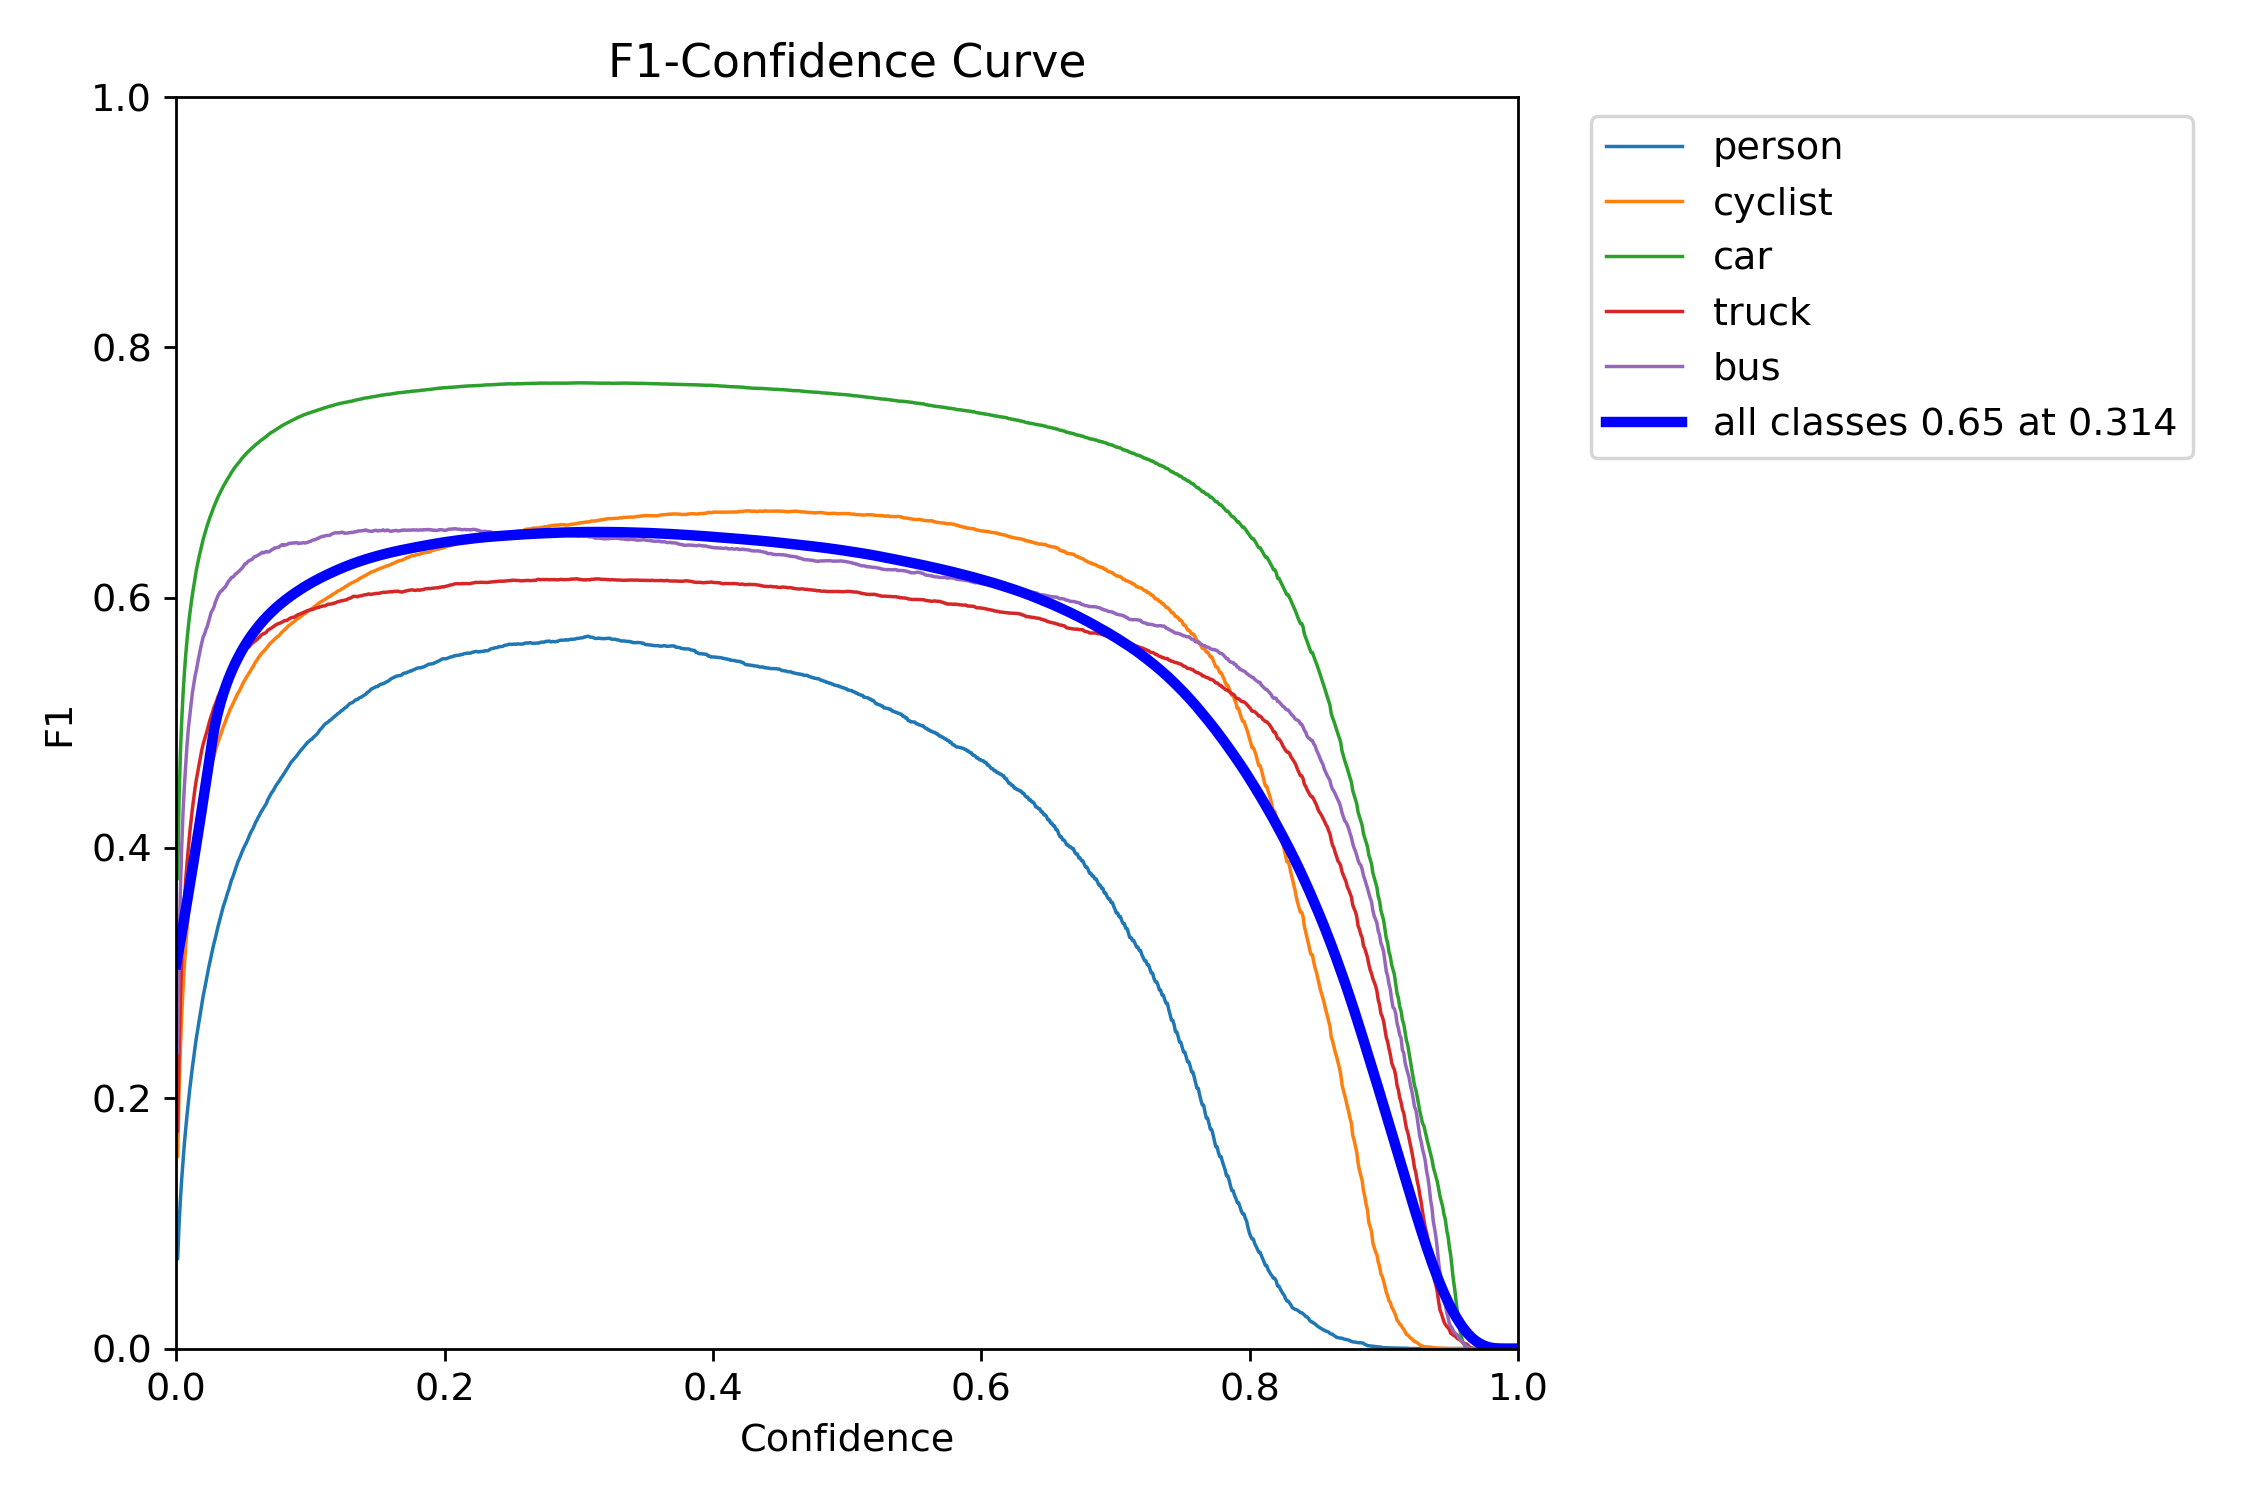 F1-Confidence Curve
1.0
0.8
0.6
0.4
0.2
0.0
F1
0.0 0.2 0.4 0.6 0.8 1.0
Confidence
person
cyclist
car
truck
bus
all classes 0.65 at 0.314